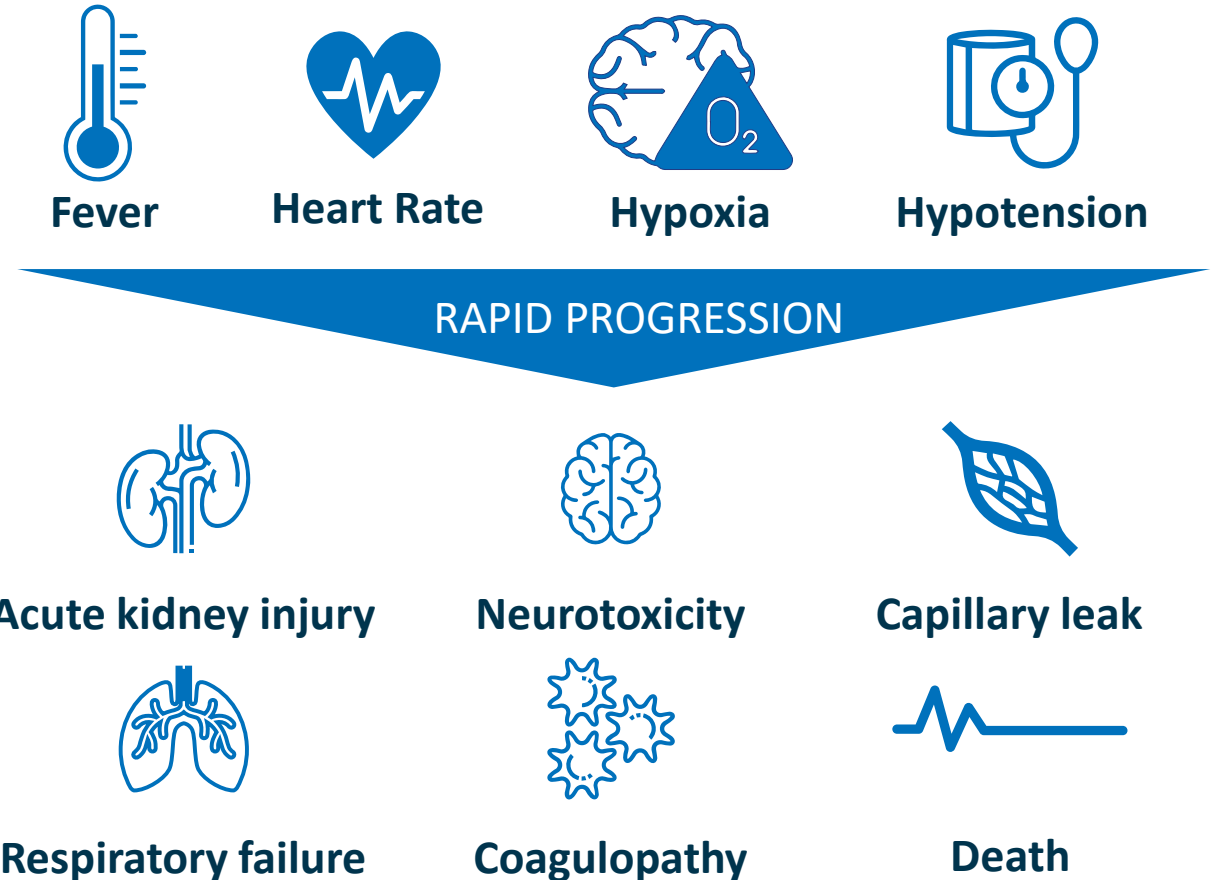 Fever
Heart Rate
O₂
Hypoxia
Hypotension
RAPID PROGRESSION
Acute kidney injury
Neurotoxicity
Capillary leak
Respiratory failure
Coagulopathy
Death